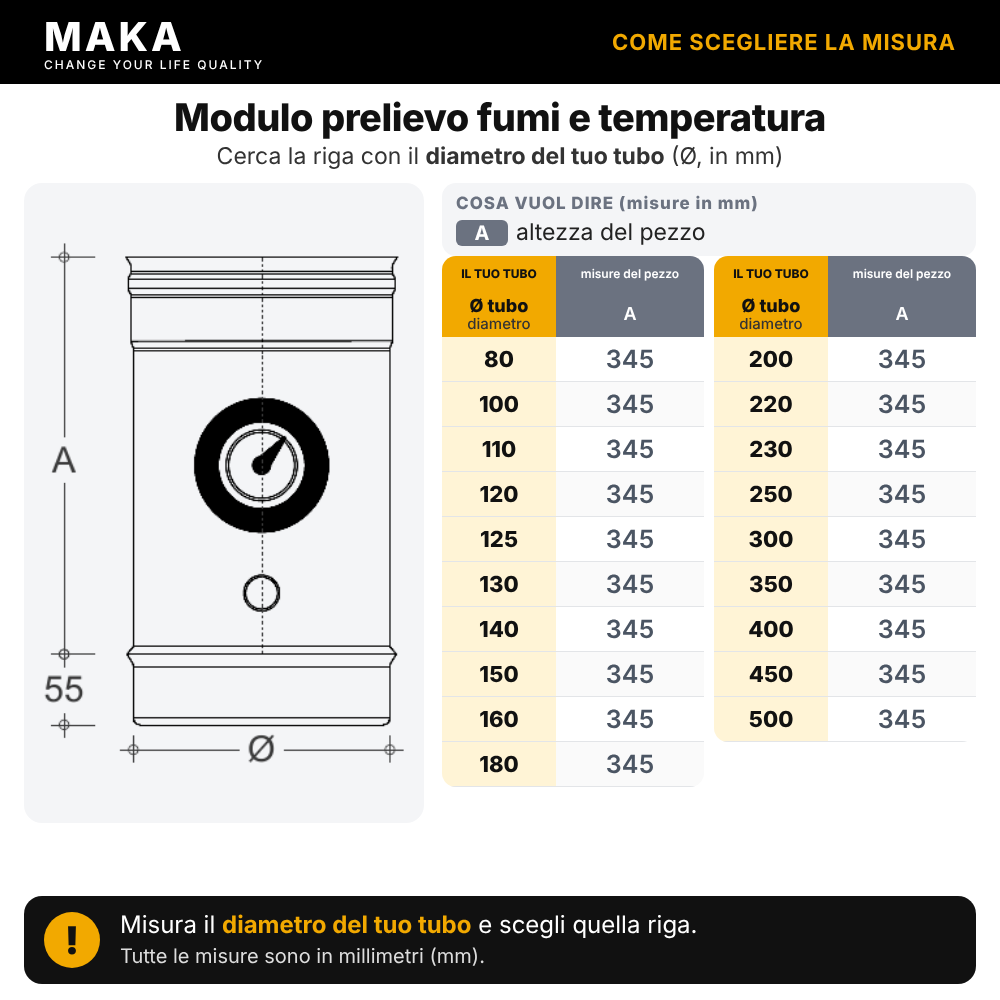 MAKA
CHANGE YOUR LIFE QUALITY
COME SCEGLIERE LA MISURA
Modulo prelievo fumi e temperatura
Cerca la riga con il diametro del tuo tubo (Ø, in mm)
A
55
Ø
COSA VUOL DIRE (misure in mm)
A altezza del pezzo
IL TUO TUBO misure del pezzo
Ø tubo
diametro
A
80 345
100 345
110 345
120 345
125 345
130 345
140 345
150 345
160 345
180 345
IL TUO TUBO misure del pezzo
Ø tubo
diametro
A
200 345
220 345
230 345
250 345
300 345
350 345
400 345
450 345
500 345
!
Misura il diametro del tuo tubo e scegli quella riga.
Tutte le misure sono in millimetri (mm).